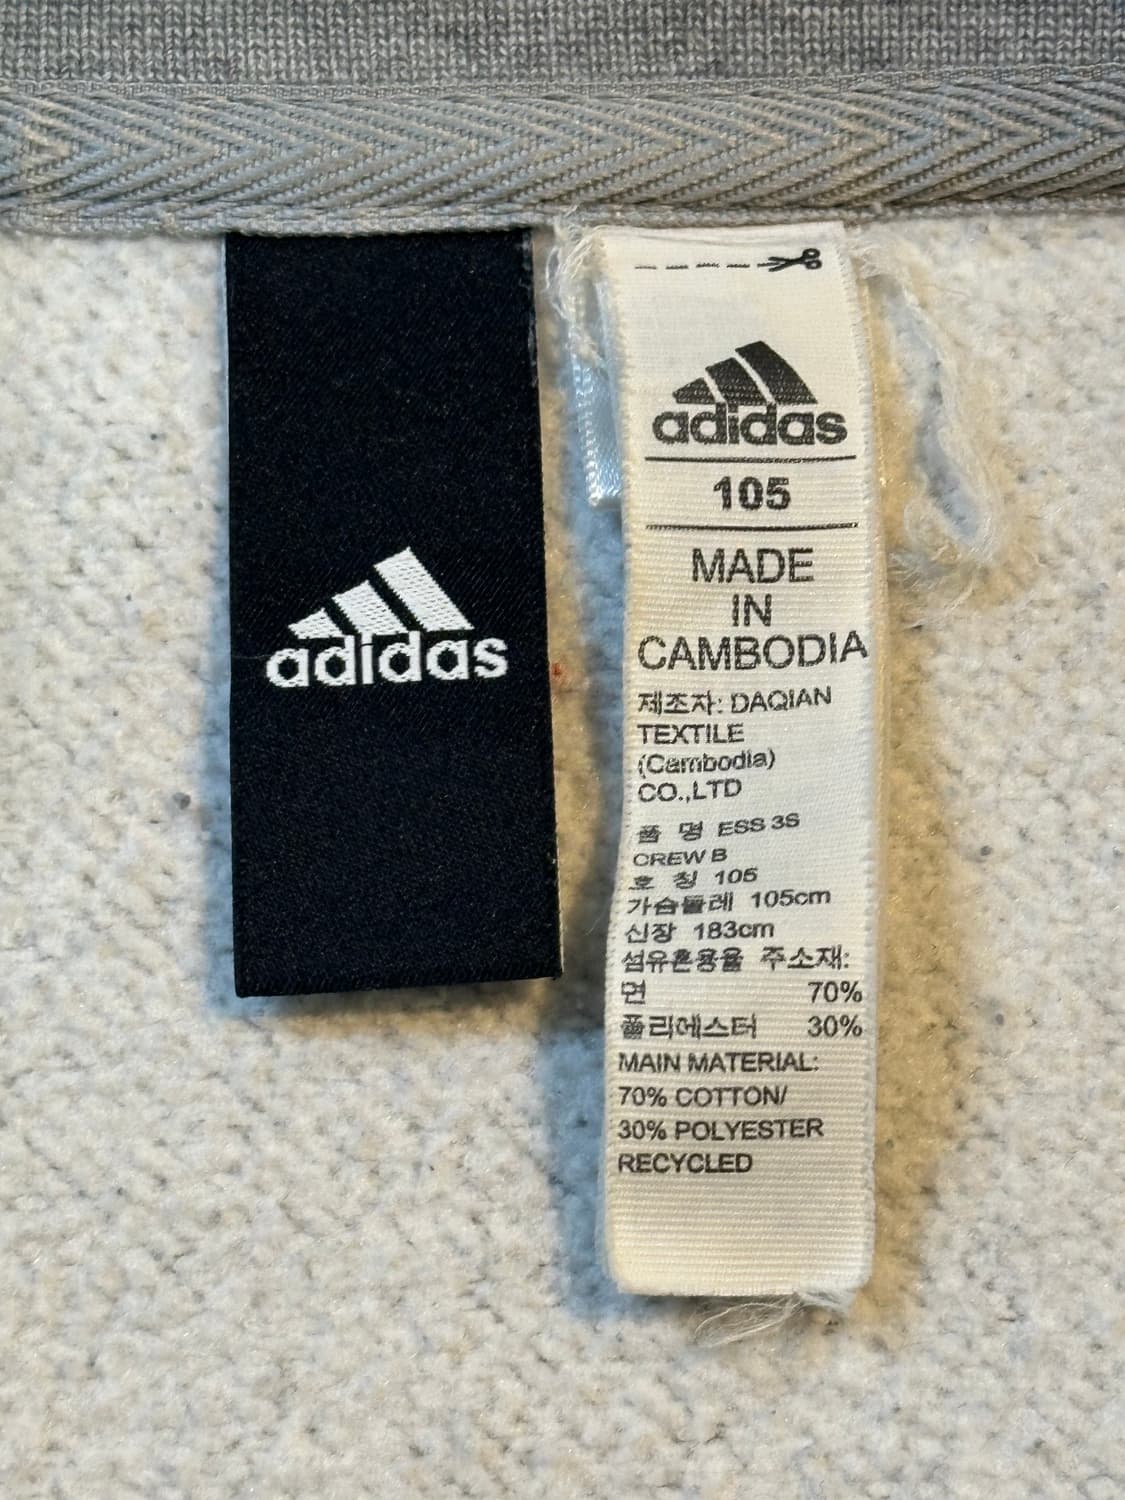 adidas
adidas
105
MADE
IN
CAMBODIA
제조자: DAQIAN
TEXTILE
(Cambodia)
CO.,LTD
품 명 ESS 3S
CREW B
호 칭 105
가슴둘레 105cm
신장 183cm
섬유혼용율 주소재:
면 70%
폴리에스터 30%
MAIN MATERIAL:
70% COTTON/
30% POLYESTER
RECYCLED